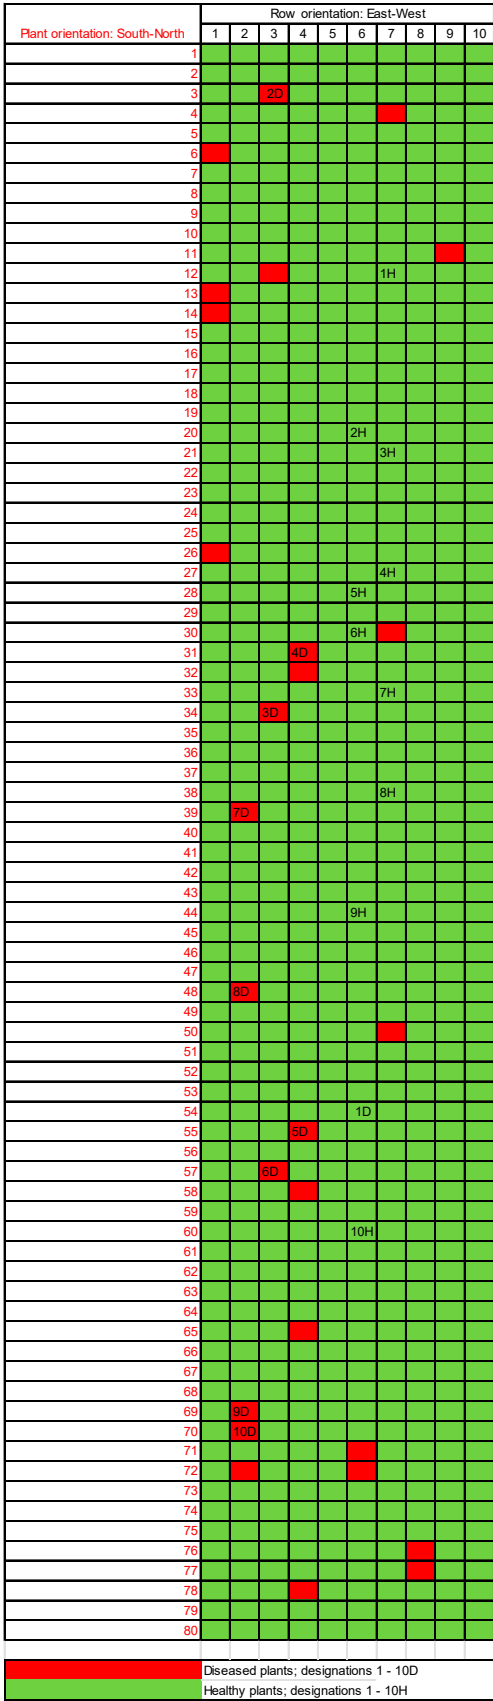 Row orientation: East-West
Plant orientation: South-North 1 2 3 4 5 6 7 8 9 10
1
2
3 2D
4
5
6
7
8
9
10
11
12 1H
13
14
15
16
17
18
19
20 2H
21 3H
22
23
24
25
26
27 4H
28 5H
29
30 6H
31 4D
32
33 7H
34 3D
35
36
37
38 8H
39 7D
40
41
42
43
44 9H
45
46
47
48 8D
49
50
51
52
53
54 1D
55 5D
56
57 6D
58
59
60 10H
61
62
63
64
65
66
67
68
69 9D
70 10D
71
72
73
74
75
76
77
78
79
80
Diseased plants; designations 1 - 10D
Healthy plants; designations 1 - 10H